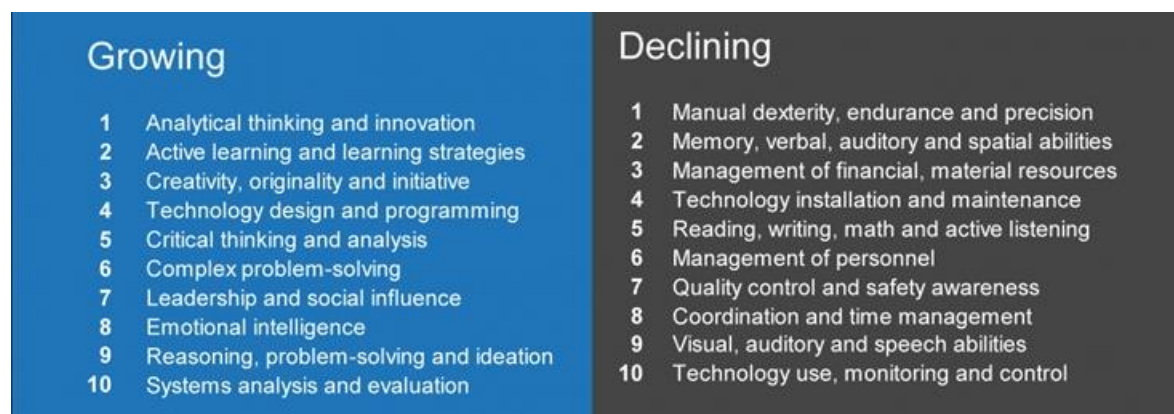 Growing
1 Analytical thinking and innovation
2 Active learning and learning strategies
3 Creativity, originality and initiative
4 Technology design and programming
5 Critical thinking and analysis
6 Complex problem-solving
7 Leadership and social influence
8 Emotional intelligence
9 Reasoning, problem-solving and ideation
10 Systems analysis and evaluation
Declining
1 Manual dexterity, endurance and precision
2 Memory, verbal, auditory and spatial abilities
3 Management of financial, material resources
4 Technology installation and maintenance
5 Reading, writing, math and active listening
6 Management of personnel
7 Quality control and safety awareness
8 Coordination and time management
9 Visual, auditory and speech abilities
10 Technology use, monitoring and control